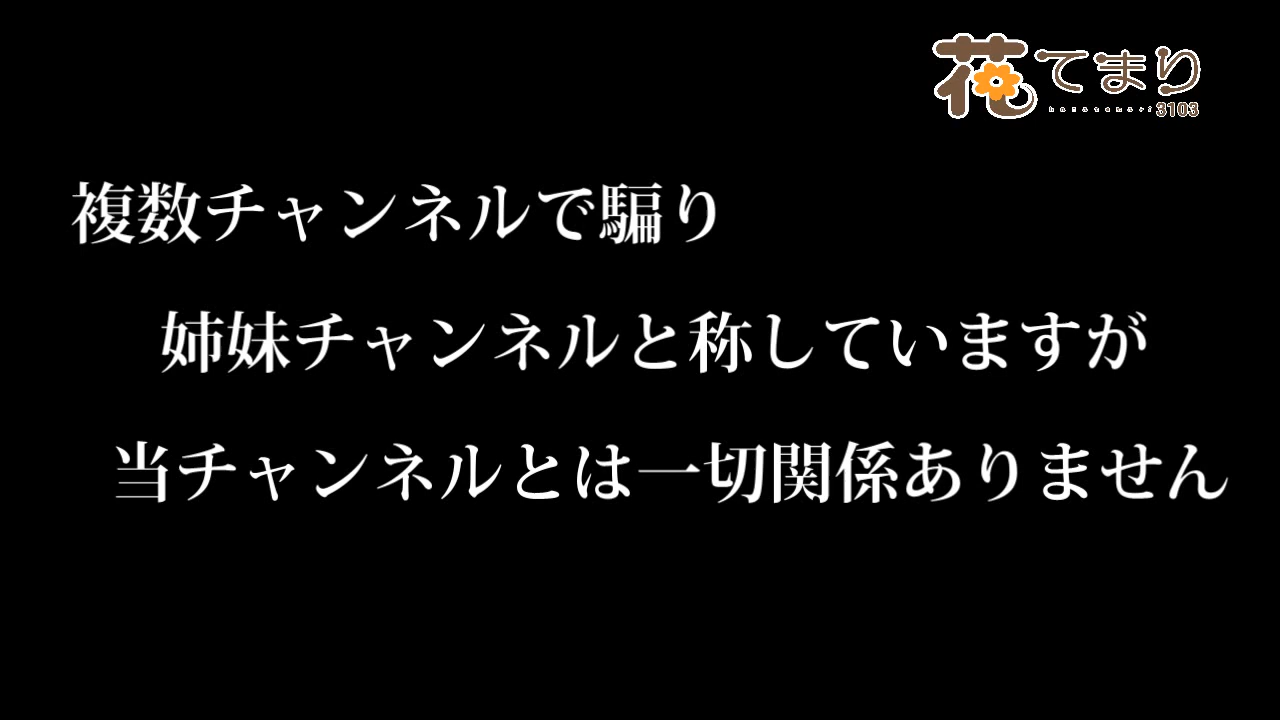 花てまり
3103
複数チャンネルで騙り
姉妹チャンネルと称していますが
当チャンネルとは一切関係ありません